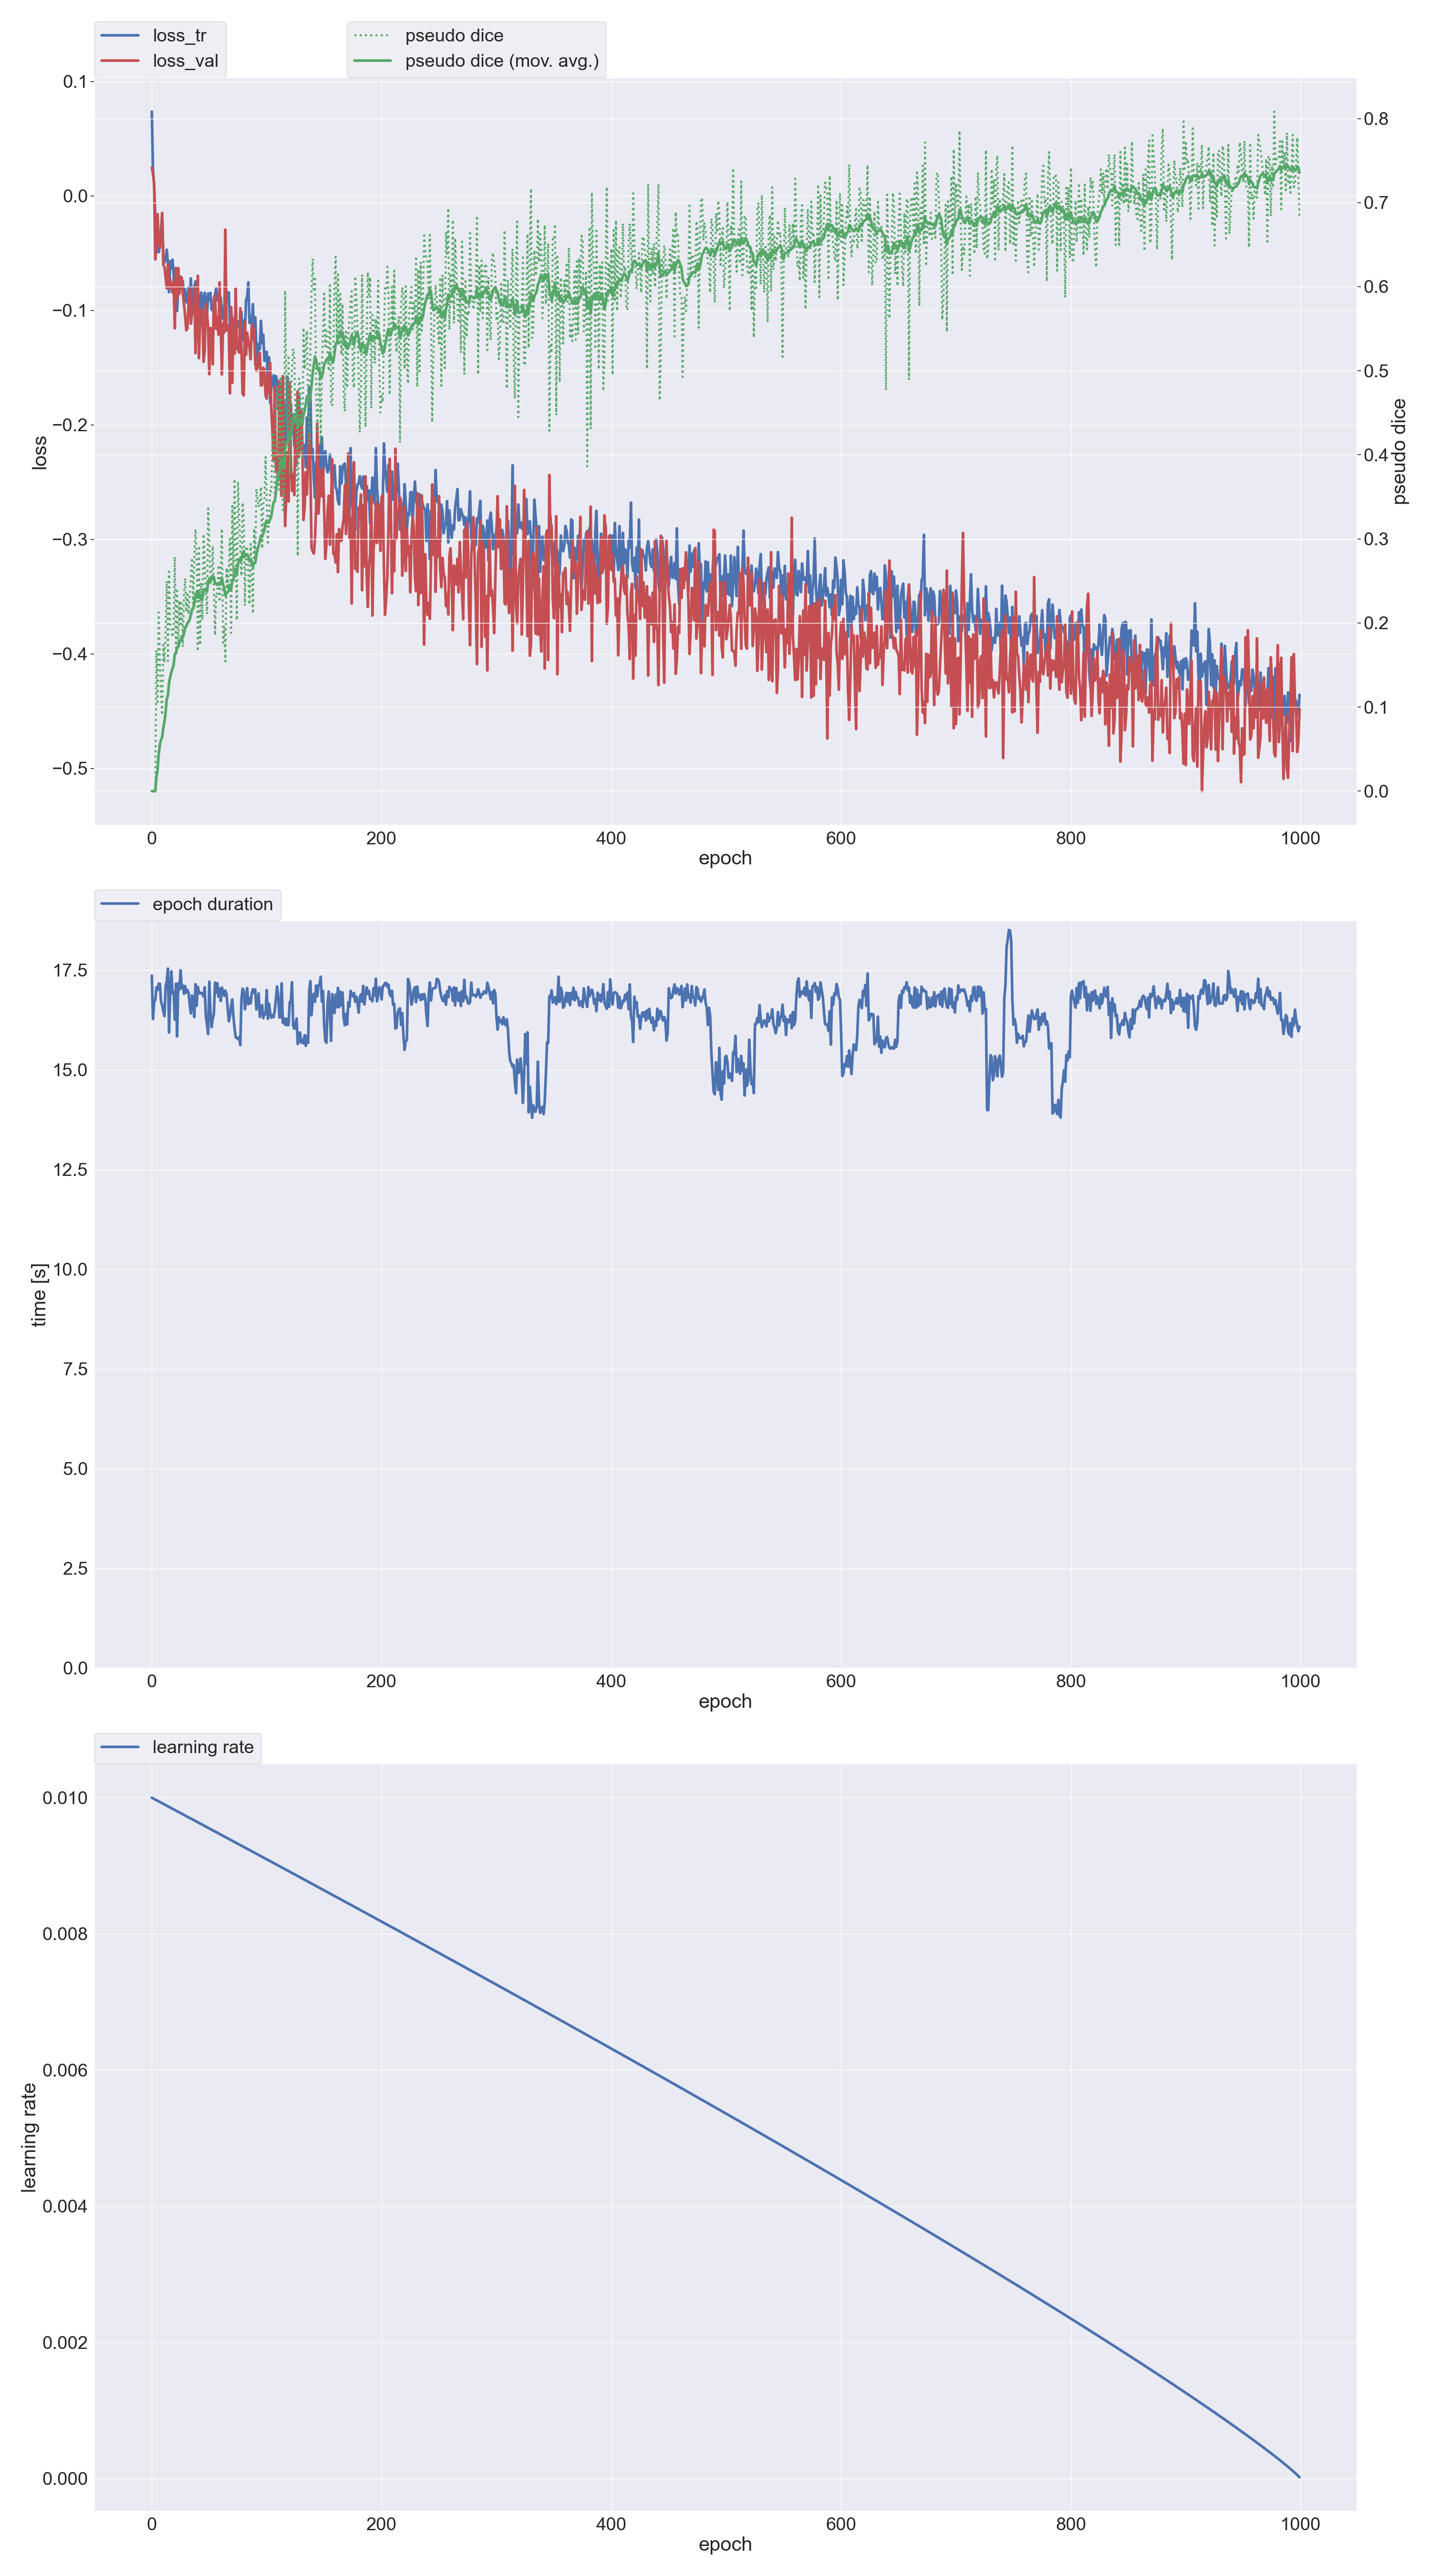 loss_tr
loss_val
pseudo dice
pseudo dice (mov. avg.)
0.1
0.0
−0.1
−0.2
−0.3
−0.4
−0.5
loss
0.8
0.7
0.6
0.5
0.4
0.3
0.2
0.1
0.0
pseudo dice
0 200 400 600 800 1000
epoch
epoch duration
17.5
15.0
12.5
10.0
7.5
5.0
2.5
0.0
time [s]
0 200 400 600 800 1000
epoch
learning rate
0.010
0.008
0.006
0.004
0.002
0.000
learning rate
0 200 400 600 800 1000
epoch